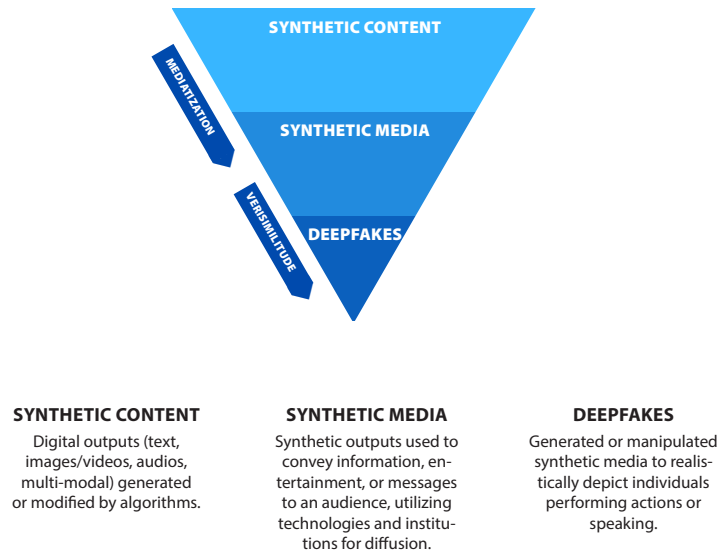 SYNTHETIC CONTENT
MEDIATIZATION
SYNTHETIC MEDIA
VERISIMILITUDE
DEEPFAKES
SYNTHETIC CONTENT
Digital outputs (text,
images/videos, audios,
multi-modal) generated
or modified by algorithms.
SYNTHETIC MEDIA
Synthetic outputs used to
convey information, en-
tertainment, or messages
to an audience, utilizing
technologies and institu-
tions for diffusion.
DEEPFAKES
Generated or manipulated
synthetic media to realis-
tically depict individuals
performing actions or
speaking.